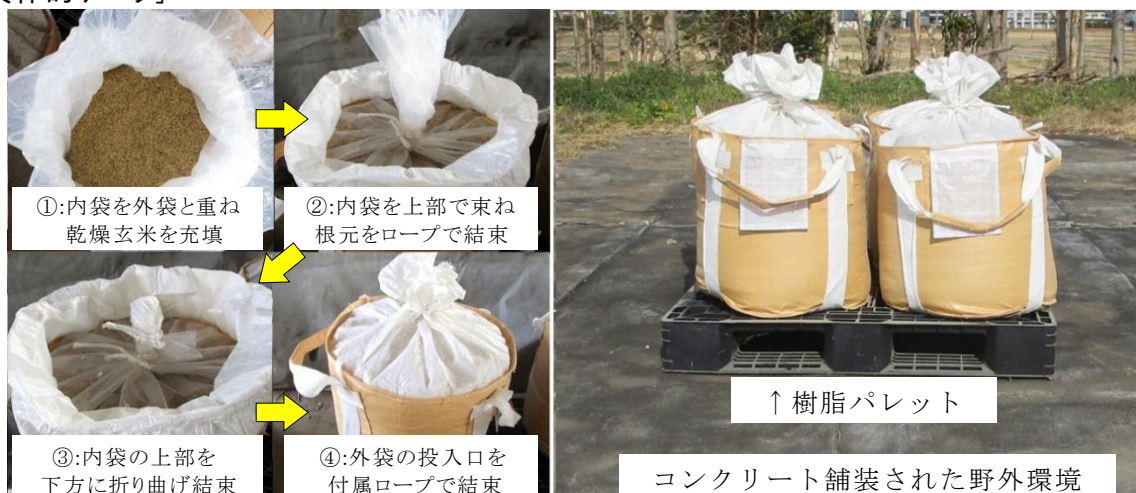 ①:内袋を外袋と重ね
乾燥玄米を充填
②:内袋を上部で束ね
根元をロープで結束
③:内袋の上部を
下方に折り曲げ結束
④:外袋の投入口を
付属ロープで結束
↑樹脂パレット
コンクリート舗装された野外環境